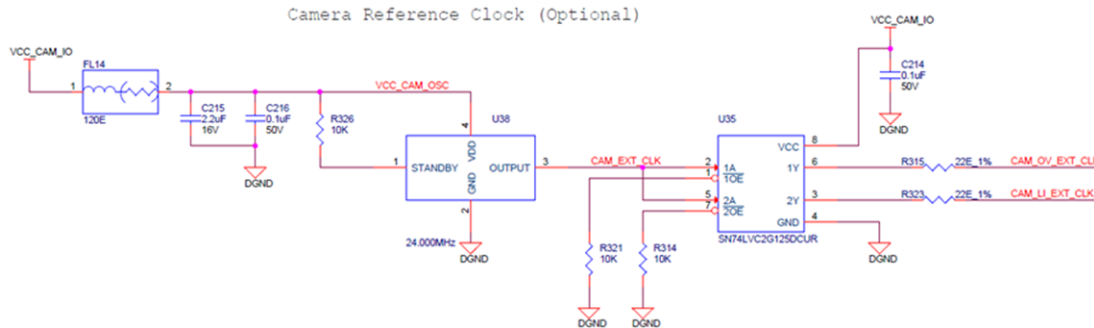 Camera Reference Clock (Optional)
VCC_CAM_IO
FL14
1
2
120E
C215
2.2uF
16V
C216
0.1uF
50V
DGND
R326
10K
VCC_CAM_OSC
U38
4
VDD
1
STANDBY
OUTPUT
3
GND
2
24.000MHz
DGND
CAM_EXT_CLK
R321
10K
DGND
R314
10K
DGND
VCC_CAM_IO
C214
0.1uF
50V
DGND
U35
VCC
8
2
1A
1Y
6
1
1OE
5
2A
2Y
3
7
2OE
GND
4
SN74LVC2G125DCUR
DGND
R315
22E_1%
CAM_OV_EXT_CL
R323
22E_1%
CAM_LI_EXT_CLK